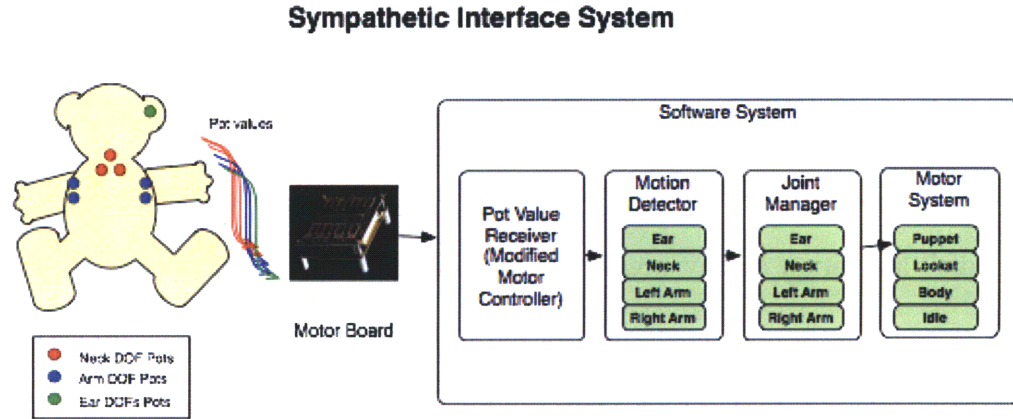 Sympathetic Interface System
Pot values
Motor Board
Neck DOF Pots
Arm DOF Pots
Ear DOFs Pots
Software System
Pot Value
Receiver
(Modified
Motor
Controller)
Motion
Detector
Ear
Neck
Left Arm
Right Arm
Joint
Manager
Ear
Neck
Left Arm
Right Arm
Motor
System
Puppet
Lookat
Body
Idle